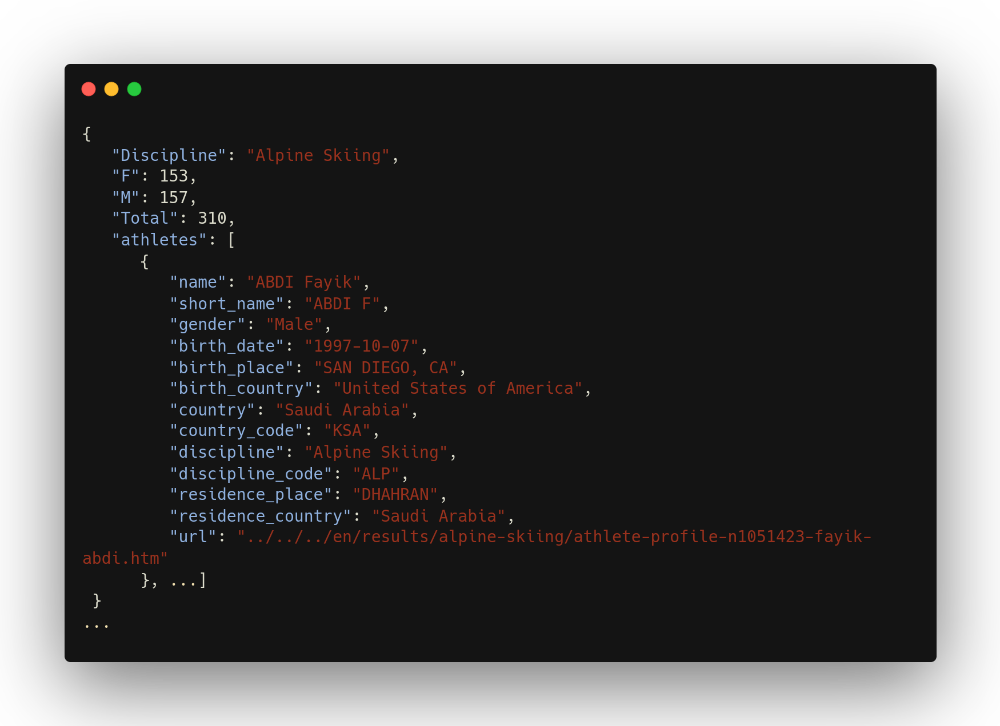 {
   "Discipline": "Alpine Skiing",
   "F": 153,
   "M": 157,
   "Total": 310,
   "athletes": [
      {
         "name": "ABDI Fayik",
         "short_name": "ABDI F",
         "gender": "Male",
         "birth_date": "1997-10-07",
         "birth_place": "SAN DIEGO, CA",
         "birth_country": "United States of America",
         "country": "Saudi Arabia",
         "country_code": "KSA",
         "discipline": "Alpine Skiing",
         "discipline_code": "ALP",
         "residence_place": "DHAHRAN",
         "residence_country": "Saudi Arabia",
         "url": "../../../en/results/alpine-skiing/athlete-profile-n1051423-fayik-
abdi.htm"
      }, ...]
 }
...